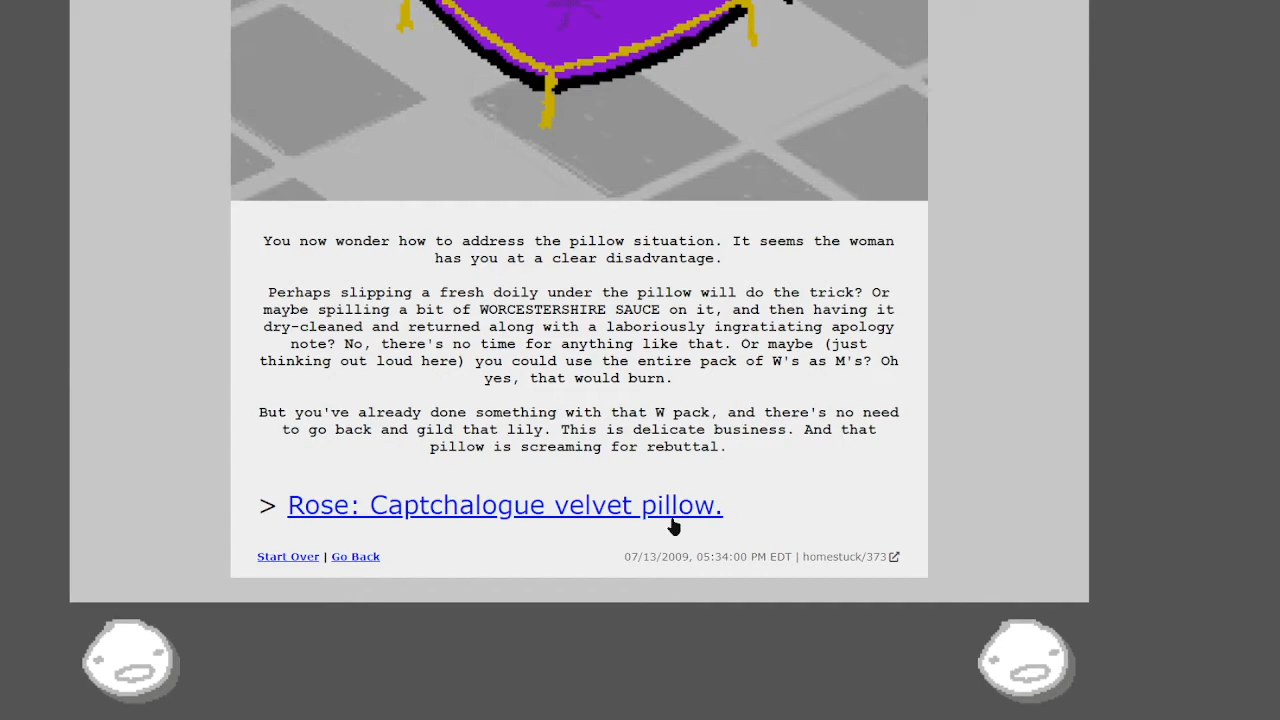 You now wonder how to address the pillow situation. It seems the woman
has you at a clear disadvantage.
Perhaps slipping a fresh doily under the pillow will do the trick? Or
maybe spilling a bit of WORCESTERSHIRE SAUCE on it, and then having it
dry-cleaned and returned along with a laboriously ingratiating apology
note? No, there's no time for anything like that. Or maybe (just
thinking out loud here) you could use the entire pack of W's as M's? Oh
yes, that would burn.
But you've already done something with that W pack, and there's no need
to go back and gild that lily. This is delicate business. And that
pillow is screaming for rebuttal.
> Rose: Captchalogue velvet pillow.
Start Over | Go Back 07/13/2009, 05:34:00 PM EDT | homestuck/373